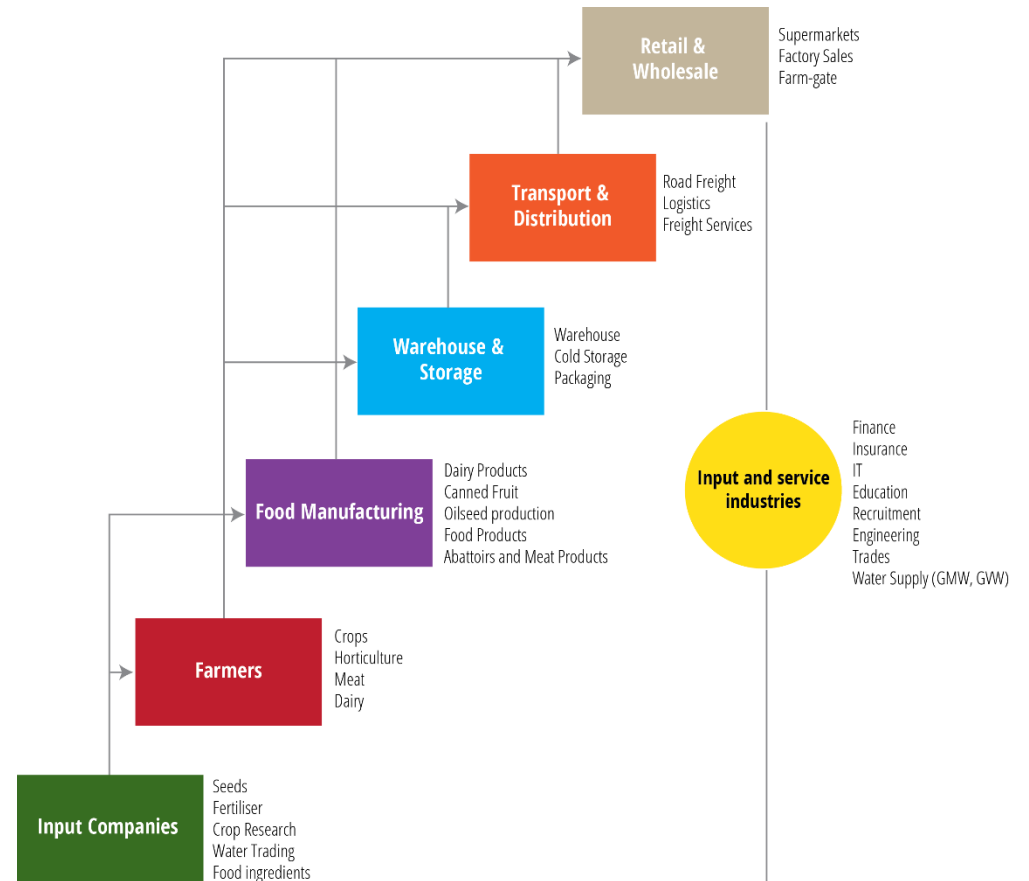 Retail &
Wholesale
Supermarkets
Factory Sales
Farm-gate
Transport &
Distribution
Road Freight
Logistics
Freight Services
Warehouse &
Storage
Warehouse
Cold Storage
Packaging
Input and service
industries
Finance
Insurance
IT
Education
Recruitment
Engineering
Trades
Water Supply (GMW, GVW)
Food Manufacturing
Dairy Products
Canned Fruit
Oilseed production
Food Products
Abattoirs and Meat Products
Farmers
Crops
Horticulture
Meat
Dairy
Input Companies
Seeds
Fertiliser
Crop Research
Water Trading
Food ingredients